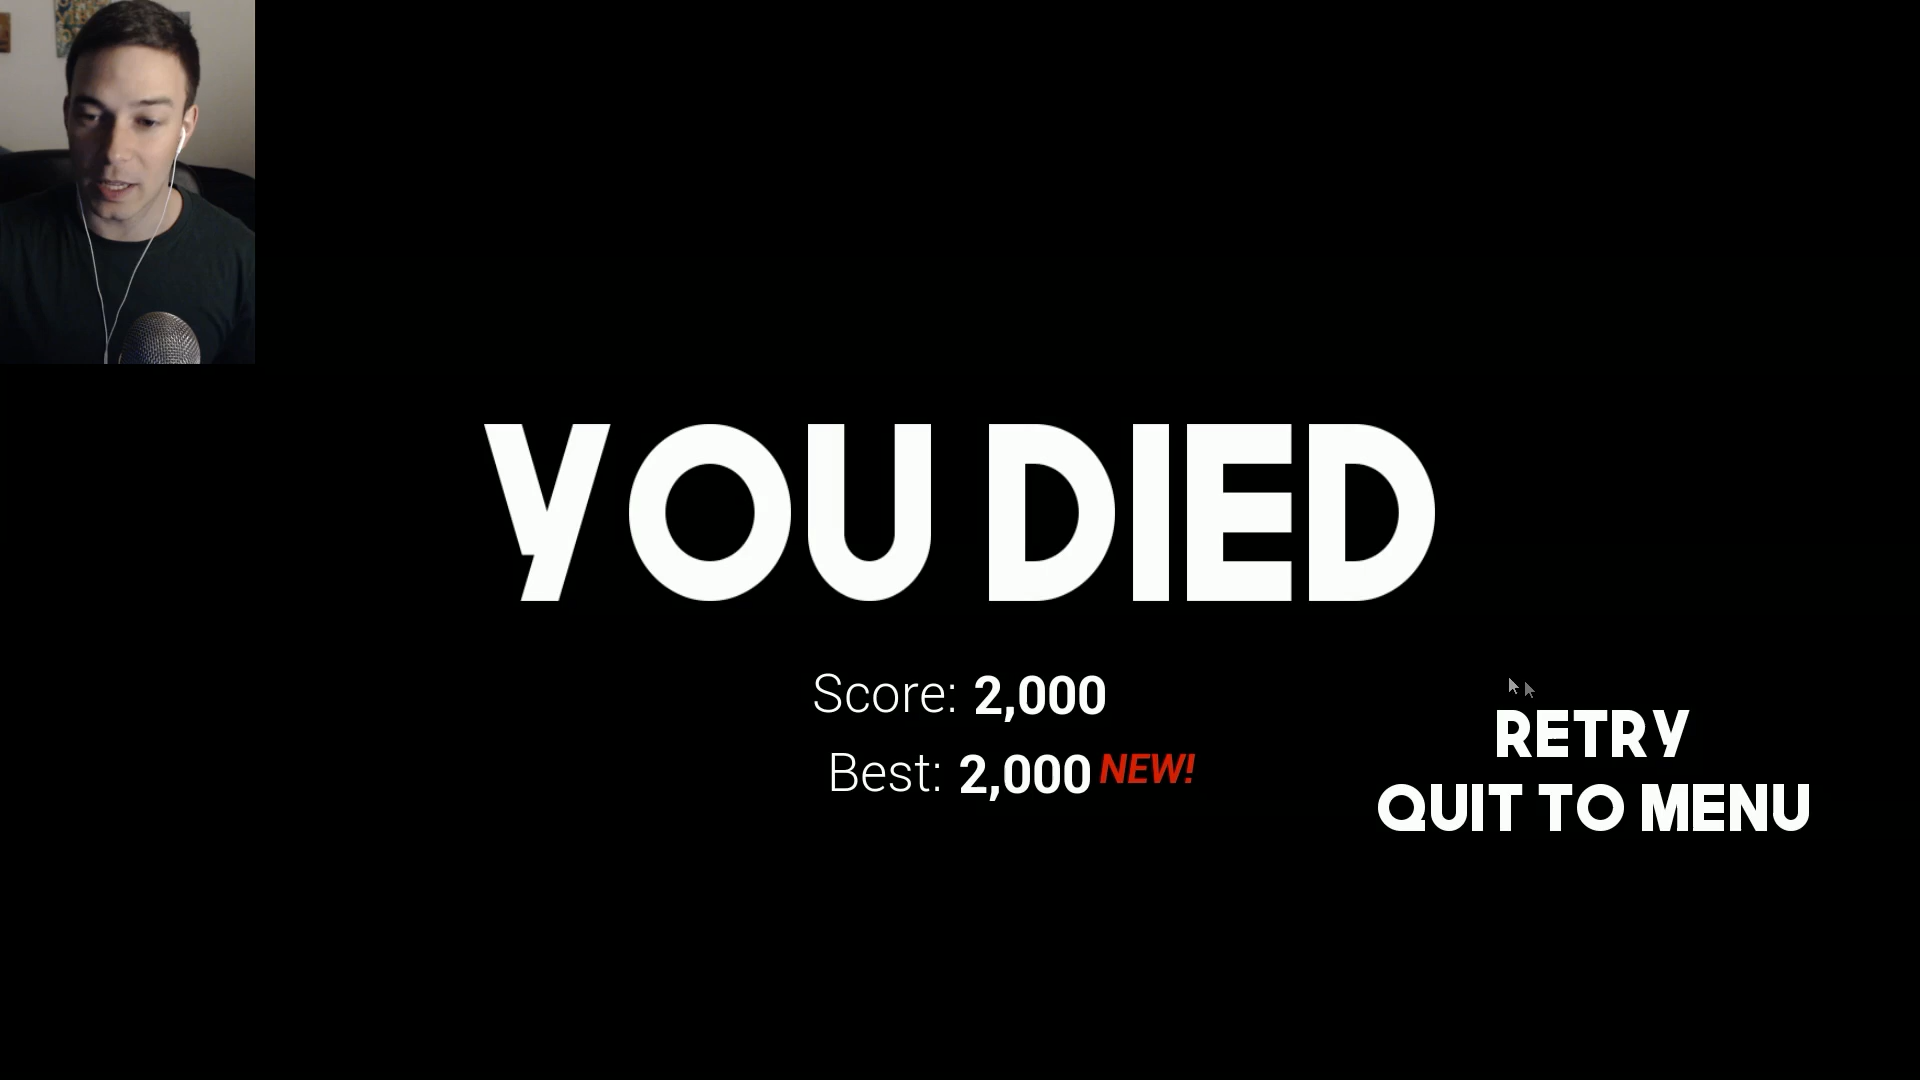 YOU DIED
Score: 2,000
Best: 2,000 NEW!
RETRY
QUIT TO MENU